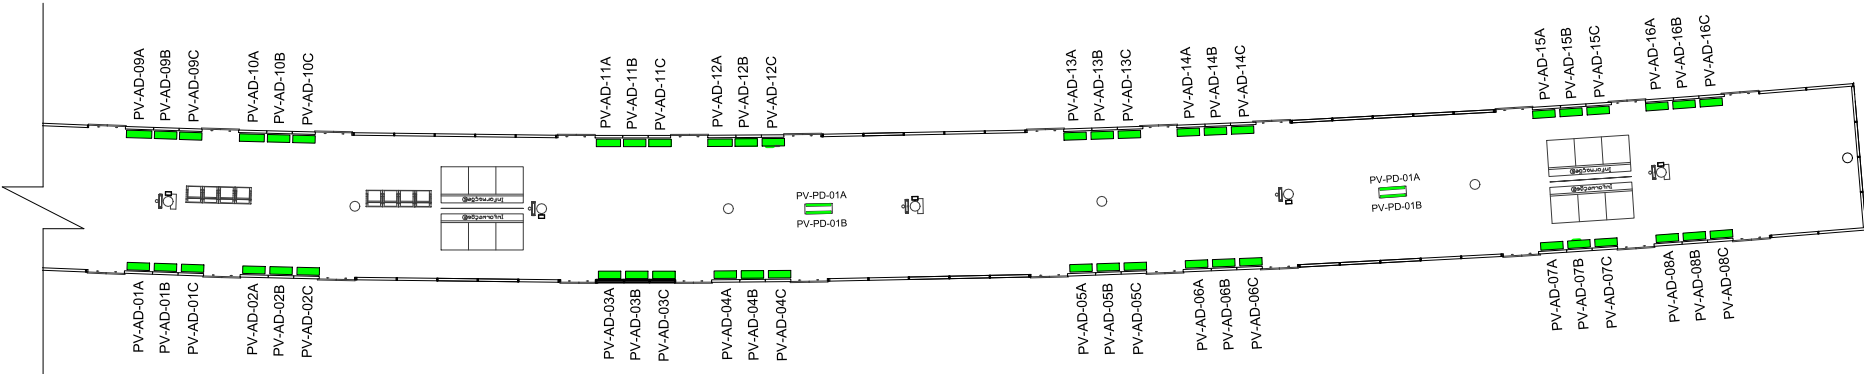 PV-AD-09A
PV-AD-09B
PV-AD-09C
PV-AD-10A
PV-AD-10B
PV-AD-10C
PV-AD-11A
PV-AD-11B
PV-AD-11C
PV-AD-12A
PV-AD-12B
PV-AD-12C
PV-AD-13A
PV-AD-13B
PV-AD-13C
PV-AD-14A
PV-AD-14B
PV-AD-14C
PV-AD-15A
PV-AD-15B
PV-AD-15C
PV-AD-16A
PV-AD-16B
PV-AD-16C
Informações
Informações
PV-PD-01A
PV-PD-01B
PV-PD-01A
PV-PD-01B
Informações
Informações
PV-AD-01A
PV-AD-01B
PV-AD-01C
PV-AD-02A
PV-AD-02B
PV-AD-02C
PV-AD-03A
PV-AD-03B
PV-AD-03C
PV-AD-04A
PV-AD-04B
PV-AD-04C
PV-AD-05A
PV-AD-05B
PV-AD-05C
PV-AD-06A
PV-AD-06B
PV-AD-06C
PV-AD-07A
PV-AD-07B
PV-AD-07C
PV-AD-08A
PV-AD-08B
PV-AD-08C